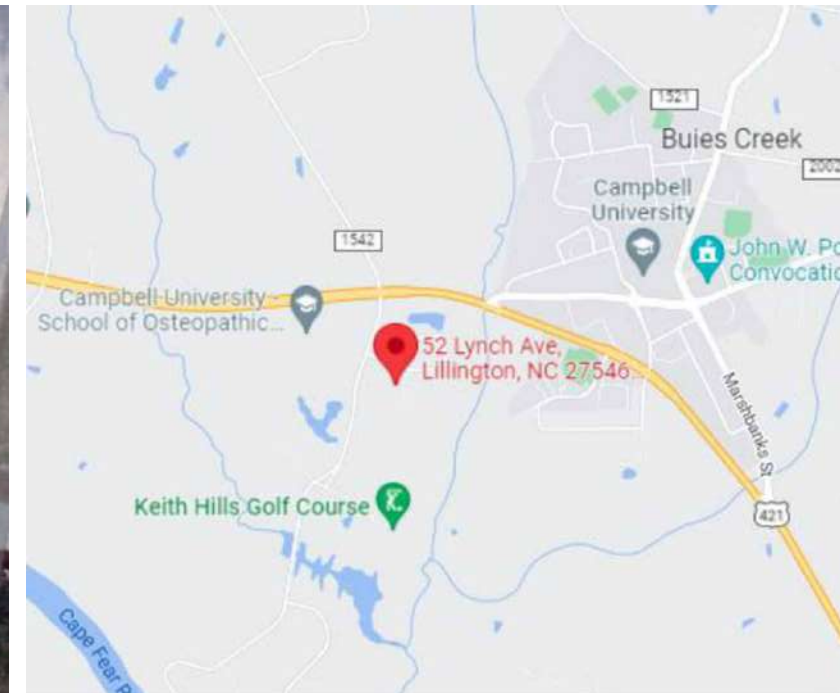 1521
Buies Creek
2002
Campbell
University
John W. Po
Convocatio
1542
Campbell University -
School of Osteopathic...
52 Lynch Ave,
Lillington, NC 27546...
Marshbanks St
Keith Hills Golf Course
421
Cape Fear R